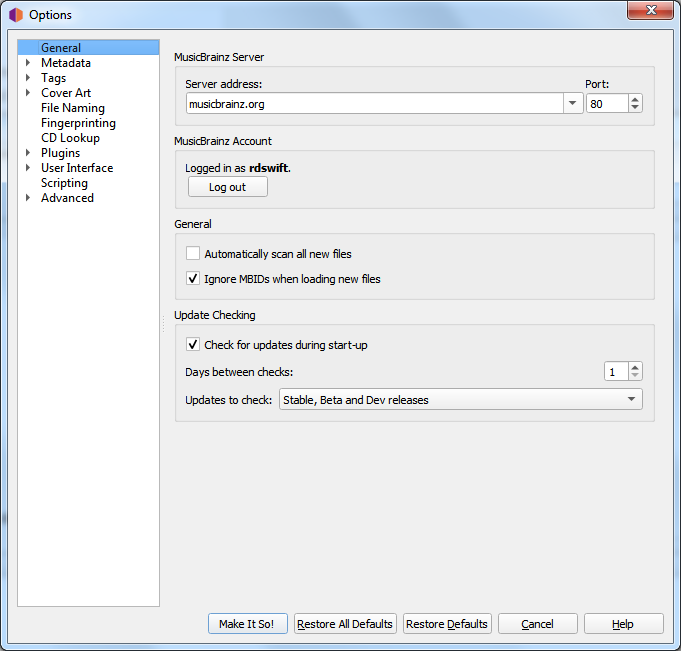 Options
General
Metadata
Tags
Cover Art
File Naming
Fingerprinting
CD Lookup
Plugins
User Interface
Scripting
Advanced
MusicBrainz Server
Server address: Port:
musicbrainz.org 80
MusicBrainz Account
Logged in as rdswift.
Log out
General
Automatically scan all new files
Ignore MBIDs when loading new files
Update Checking
Check for updates during start-up
Days between checks: 1
Updates to check: Stable, Beta and Dev releases
Make It So! Restore All Defaults Restore Defaults Cancel Help